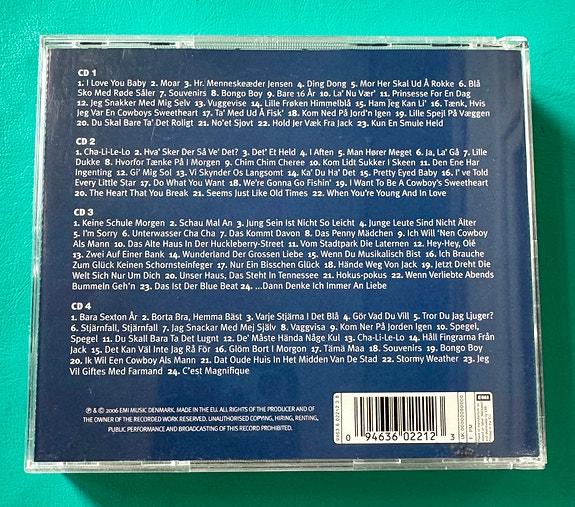 CD 1
1. I Love You Baby 2. Moar 3. Hr. Menneskeæder Jensen 4. Ding Dong 5. Mor Her Skal Ud Å Rokke 6. Blå
Sko Med Røde Såler 7. Souvenirs 8. Bongo Boy 9. Bare 16 År 10. La' Nu Vær' 11. Prinsesse For En Dag
12. Jeg Snakker Med Mig Selv 13. Vuggevise 14. Lille Frøken Himmelblå 15. Ham Jeg Kan Li' 16. Tænk, Hvis
Jeg Var En Cowboys Sweetheart 17. Ta' Med Ud Å Fisk' 18. Kom Ned På Jord'n Igen 19. Lille Spejl På Væggen
20. Du Skal Bare Ta' Det Roligt 21. No'et Sjovt 22. Hold Jer Væk Fra Jack 23. Kun En Smule Held
CD 2
1. Cha-Li-Le-Lo 2. Hva' Sker Der Så Ve' Det? 3. Det' Et Held 4. I Aften 5. Man Hører Meget 6. Ja, La' Gå 7. Lille
Dukke 8. Hvorfor Tænke På I Morgen 9. Chim Chim Cheree 10. Kom Lidt Sukker I Skeen 11. Den Ene Har
Ingenting 12. Gi' Mig Sol 13. Vi Skynder Os Langsomt 14. Ka' Du Ha' Det 15. Pretty Eyed Baby 16. I' ve Told
Every Little Star 17. Do What You Want 18. We're Gonna Go Fishin' 19. I Want To Be A Cowboy's Sweetheart
20. The Heart That You Break 21. Seems Just Like Old Times 22. When You're Young And In Love
CD 3
1. Keine Schule Morgen 2. Schau Mal An 3. Jung Sein Ist Nicht So Leicht 4. Junge Leute Sind Nicht Älter
5. I'm Sorry 6. Unterwasser Cha Cha 7. Das Kommt Davon 8. Das Penny Mädchen 9. Ich Will 'Nen Cowboy
Als Mann 10. Das Alte Haus In Der Huckleberry-Street 11. Vom Stadtpark Die Laternen 12. Hey-Hey, Olé
13. Zwei Auf Einer Bank 14. Wunderland Der Grossen Liebe 15. Wenn Du Musikalisch Bist 16. Ich Brauche
Zum Glück Keinen Schornsteinfeger 17. Nur Ein Bisschen Glück 18. Hände Weg Von Jack 19. Jetzt Dreht Die
Welt Sich Nur Um Dich 20. Unser Haus, Das Steht In Tennessee 21. Hokus-pokus 22. Wenn Verliebte Abends
Bummeln Geh'n 23. Das Ist Der Blue Beat 24. ...Dann Denke Ich Immer An Liebe
CD 4
1. Bara Sexton År 2. Borta Bra, Hemma Bäst 3. Varje Stjärna I Det Blå 4. Gör Vad Du Vill 5. Tror Du Jag Ljuger?
6. Stjärnfall, Stjärnfall 7. Jag Snackar Med Mej Själv 8. Vaggvisa 9. Kom Ner På Jorden Igen 10. Spegel,
Spegel 11. Du Skall Bara Ta Det Lugnt 12. De' Måste Hända Någe Kul 13. Cha-Li-Le-Lo 14. Håll Fingrarna Från
Jack 15. Det Kan Väl Inte Jag Rå För 16. Glöm Bort I Morgon 17. Tämä Maa 18. Souvenirs 19. Bongo Boy
20. Ik Wil Een Cowboy Als Man 21. Dat Oude Huis In Het Midden Van De Stad 22. Stormy Weather 23. Jeg
Vil Giftes Med Farmand 24. C'est Magnifique
℗ & © 2006 EMI MUSIC DENMARK. MADE IN THE EU. ALL RIGHTS OF THE PRODUCER AND OF
THE OWNER OF THE RECORDED WORK RESERVED. UNAUTHORISED COPYING, HIRING, RENTING,
PUBLIC PERFORMANCE AND BROADCASTING OF THIS RECORD PROHIBITED.
EMI
0 94636 02212 3